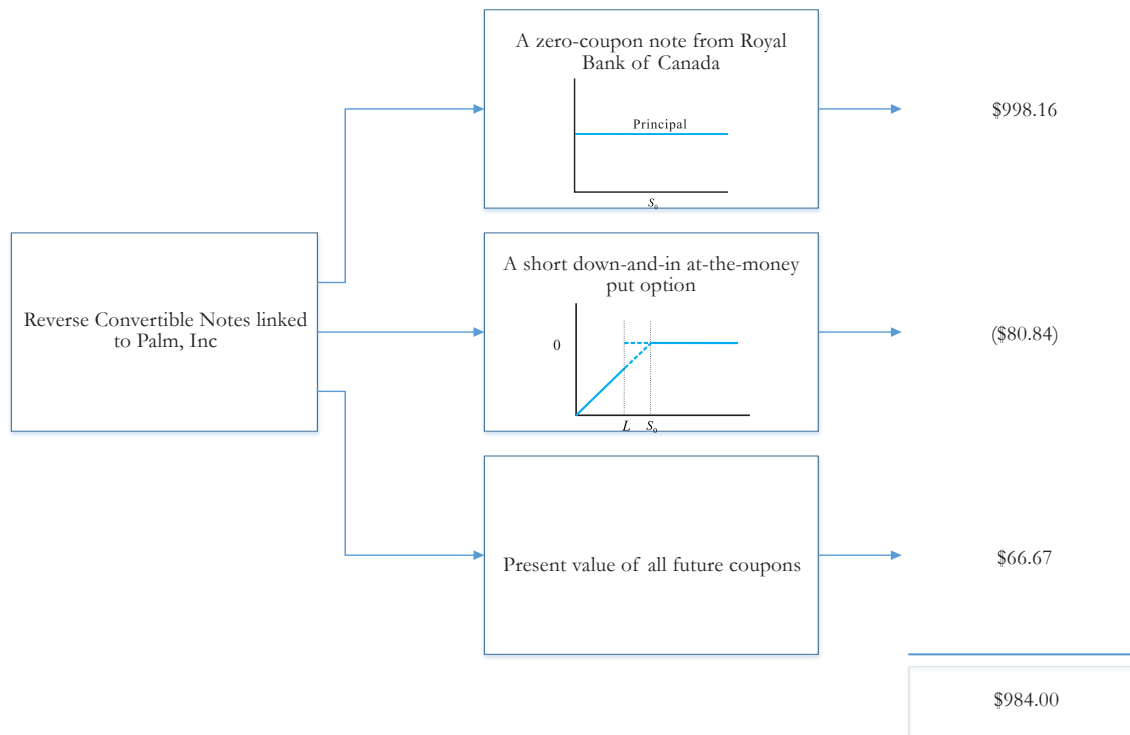 A zero-coupon note from Royal
Bank of Canada
Principal
S₀
$998.16
Reverse Convertible Notes linked
to Palm, Inc
A short down-and-in at-the-money
put option
0
L S₀
($80.84)
Present value of all future coupons
$66.67
$984.00